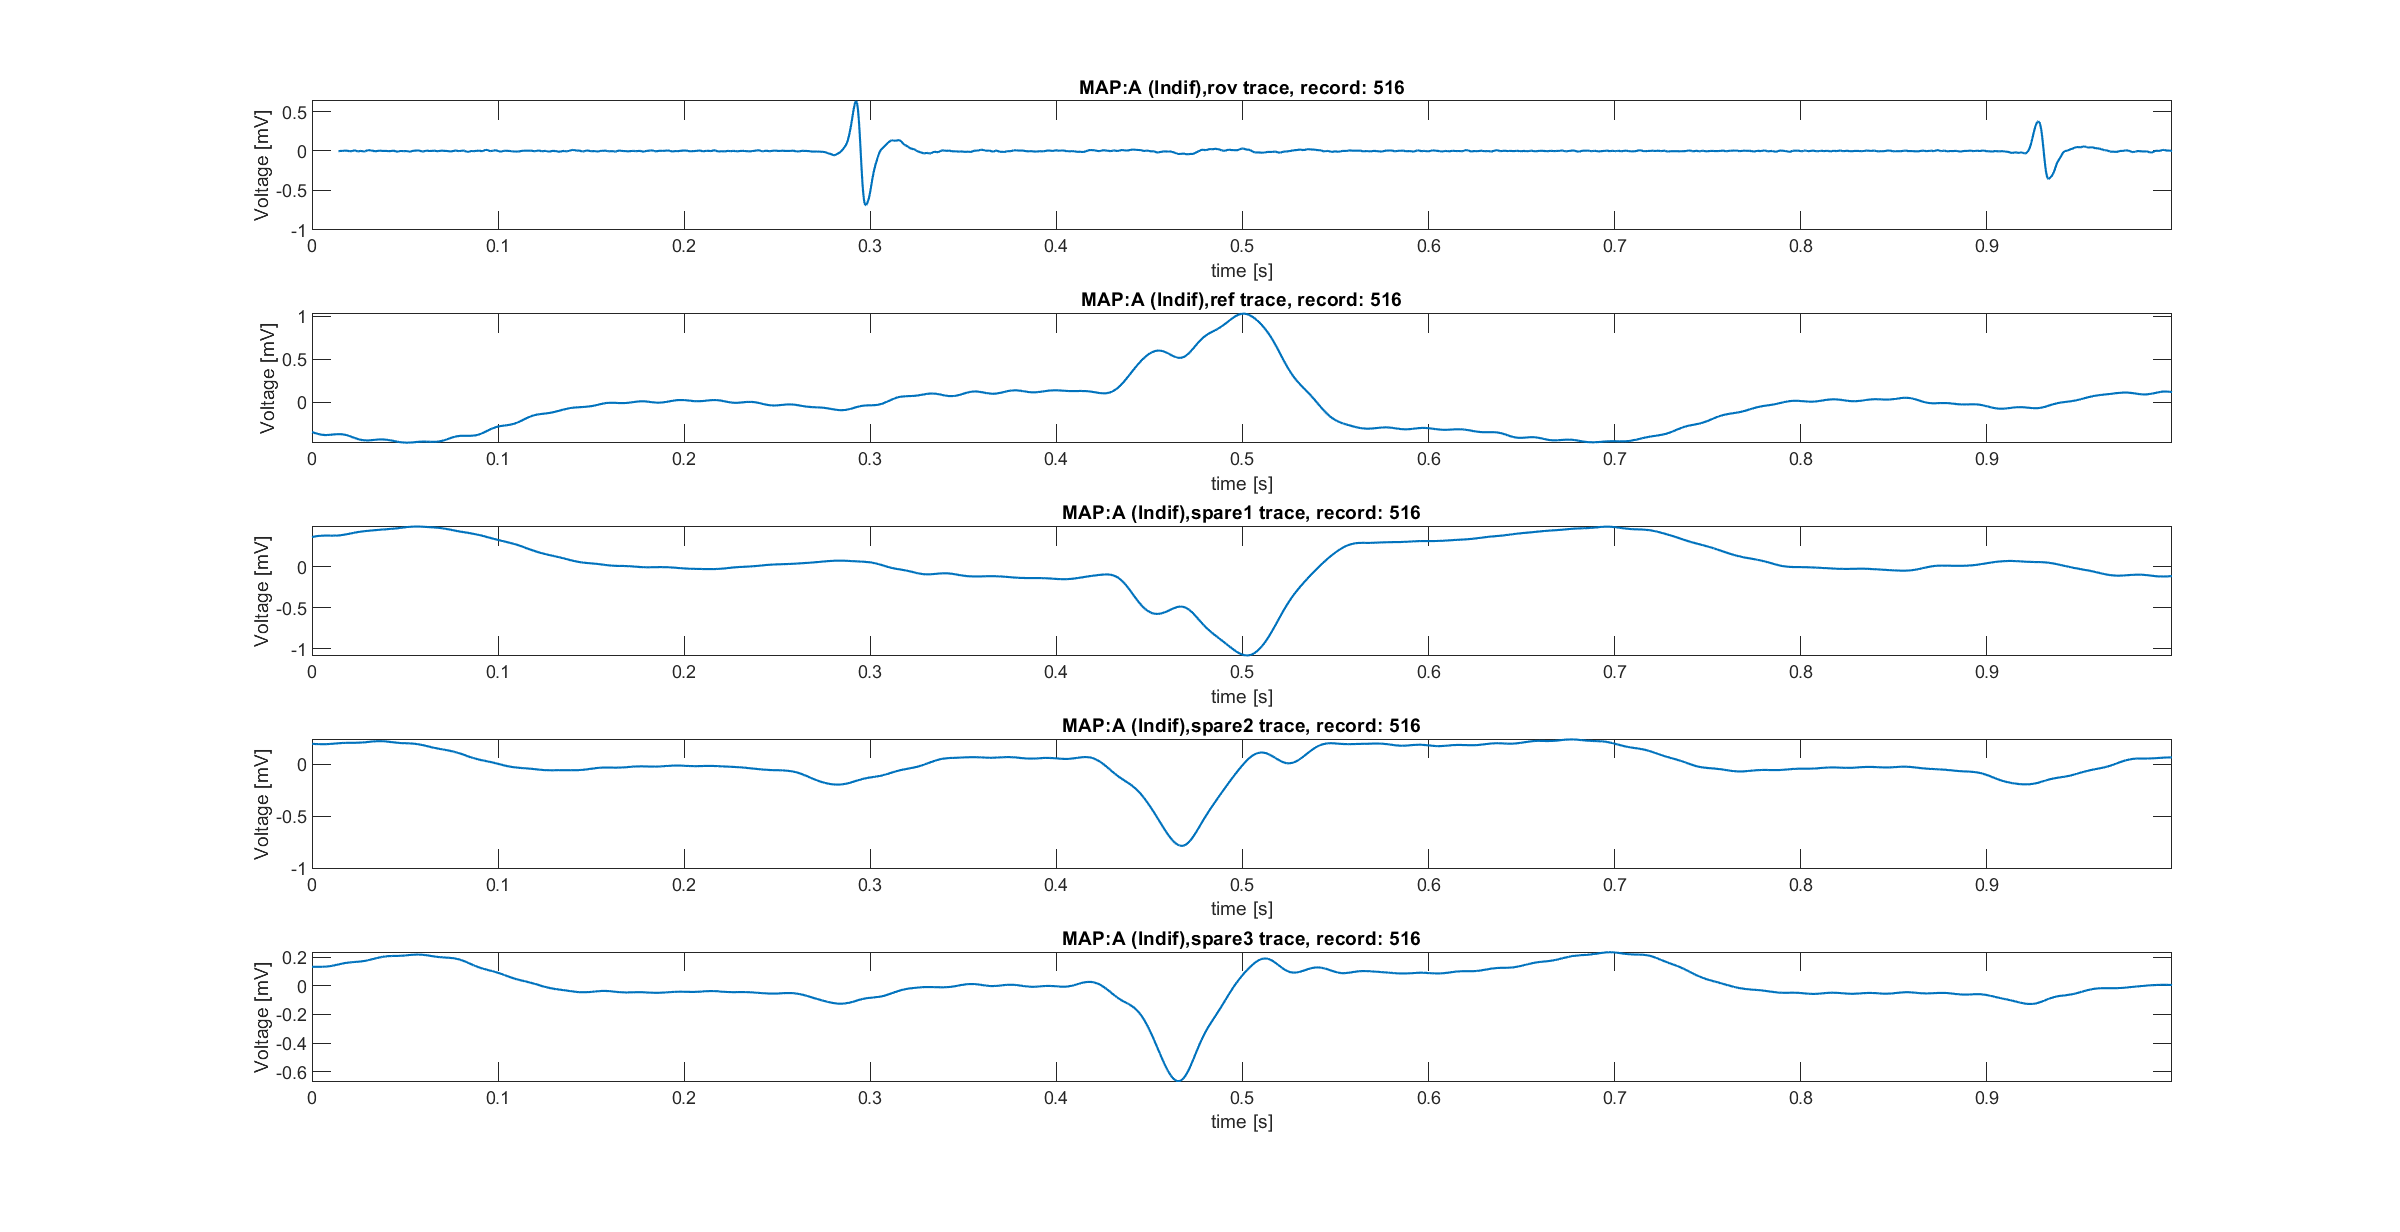 MAP:A (Indif),rov trace, record: 516
Voltage [mV]
0.5
0
-0.5
-1
0 0.1 0.2 0.3 0.4 0.5 0.6 0.7 0.8 0.9
time [s]
MAP:A (Indif),ref trace, record: 516
Voltage [mV]
1
0.5
0
0 0.1 0.2 0.3 0.4 0.5 0.6 0.7 0.8 0.9
time [s]
MAP:A (Indif),spare1 trace, record: 516
Voltage [mV]
0
-0.5
-1
0 0.1 0.2 0.3 0.4 0.5 0.6 0.7 0.8 0.9
time [s]
MAP:A (Indif),spare2 trace, record: 516
Voltage [mV]
0
-0.5
-1
0 0.1 0.2 0.3 0.4 0.5 0.6 0.7 0.8 0.9
time [s]
MAP:A (Indif),spare3 trace, record: 516
Voltage [mV]
0.2
0
-0.2
-0.4
-0.6
0 0.1 0.2 0.3 0.4 0.5 0.6 0.7 0.8 0.9
time [s]